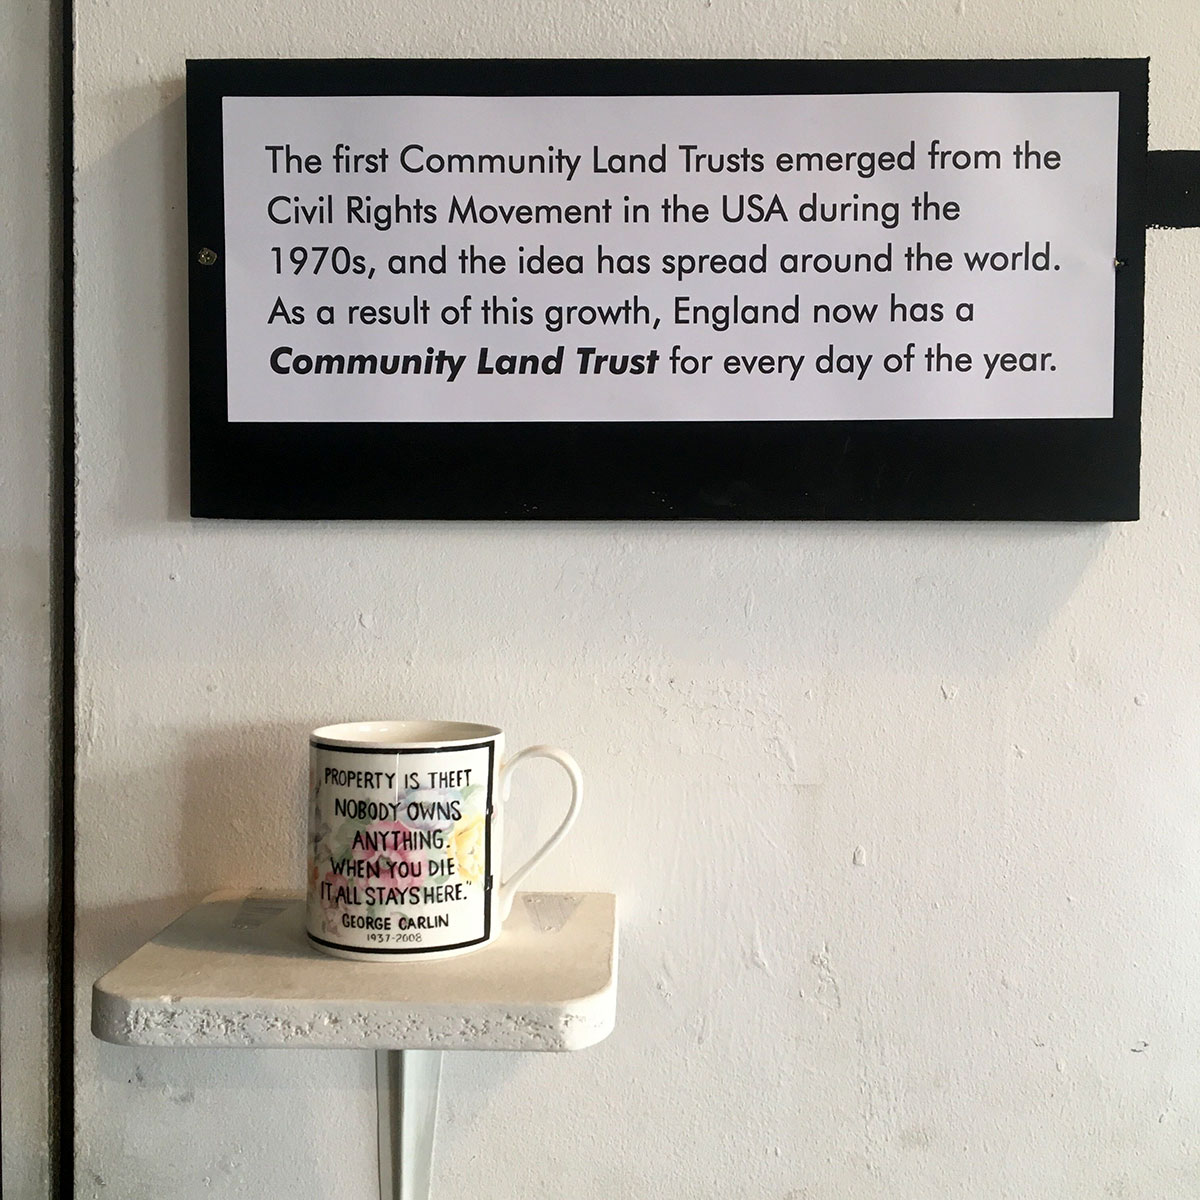 The first Community Land Trusts emerged from the
Civil Rights Movement in the USA during the
1970s, and the idea has spread around the world.
As a result of this growth, England now has a
Community Land Trust for every day of the year.
PROPERTY IS THEFT
NOBODY OWNS
ANYTHING.
WHEN YOU DIE
IT ALL STAYS HERE."
GEORGE CARLIN
1937-2008